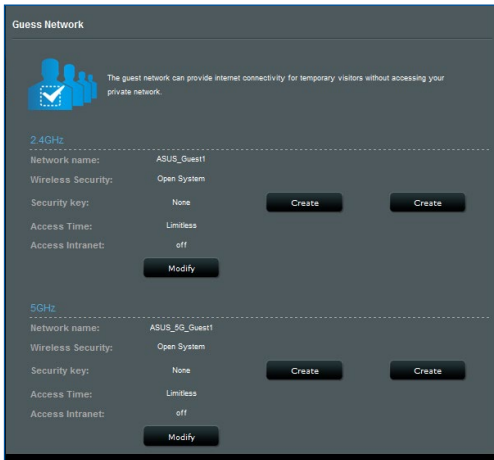 Guess Network
The guest network can provide internet connectivity for temporary visitors without accessing your
private network.
2.4GHz
Network name: ASUS_Guest1
Wireless Security: Open System
Security key: None Create Create
Access Time: Limitless
Access Intranet: off
Modify
5GHz
Network name: ASUS_5G_Guest1
Wireless Security: Open System
Security key: None Create Create
Access Time: Limitless
Access Intranet: off
Modify